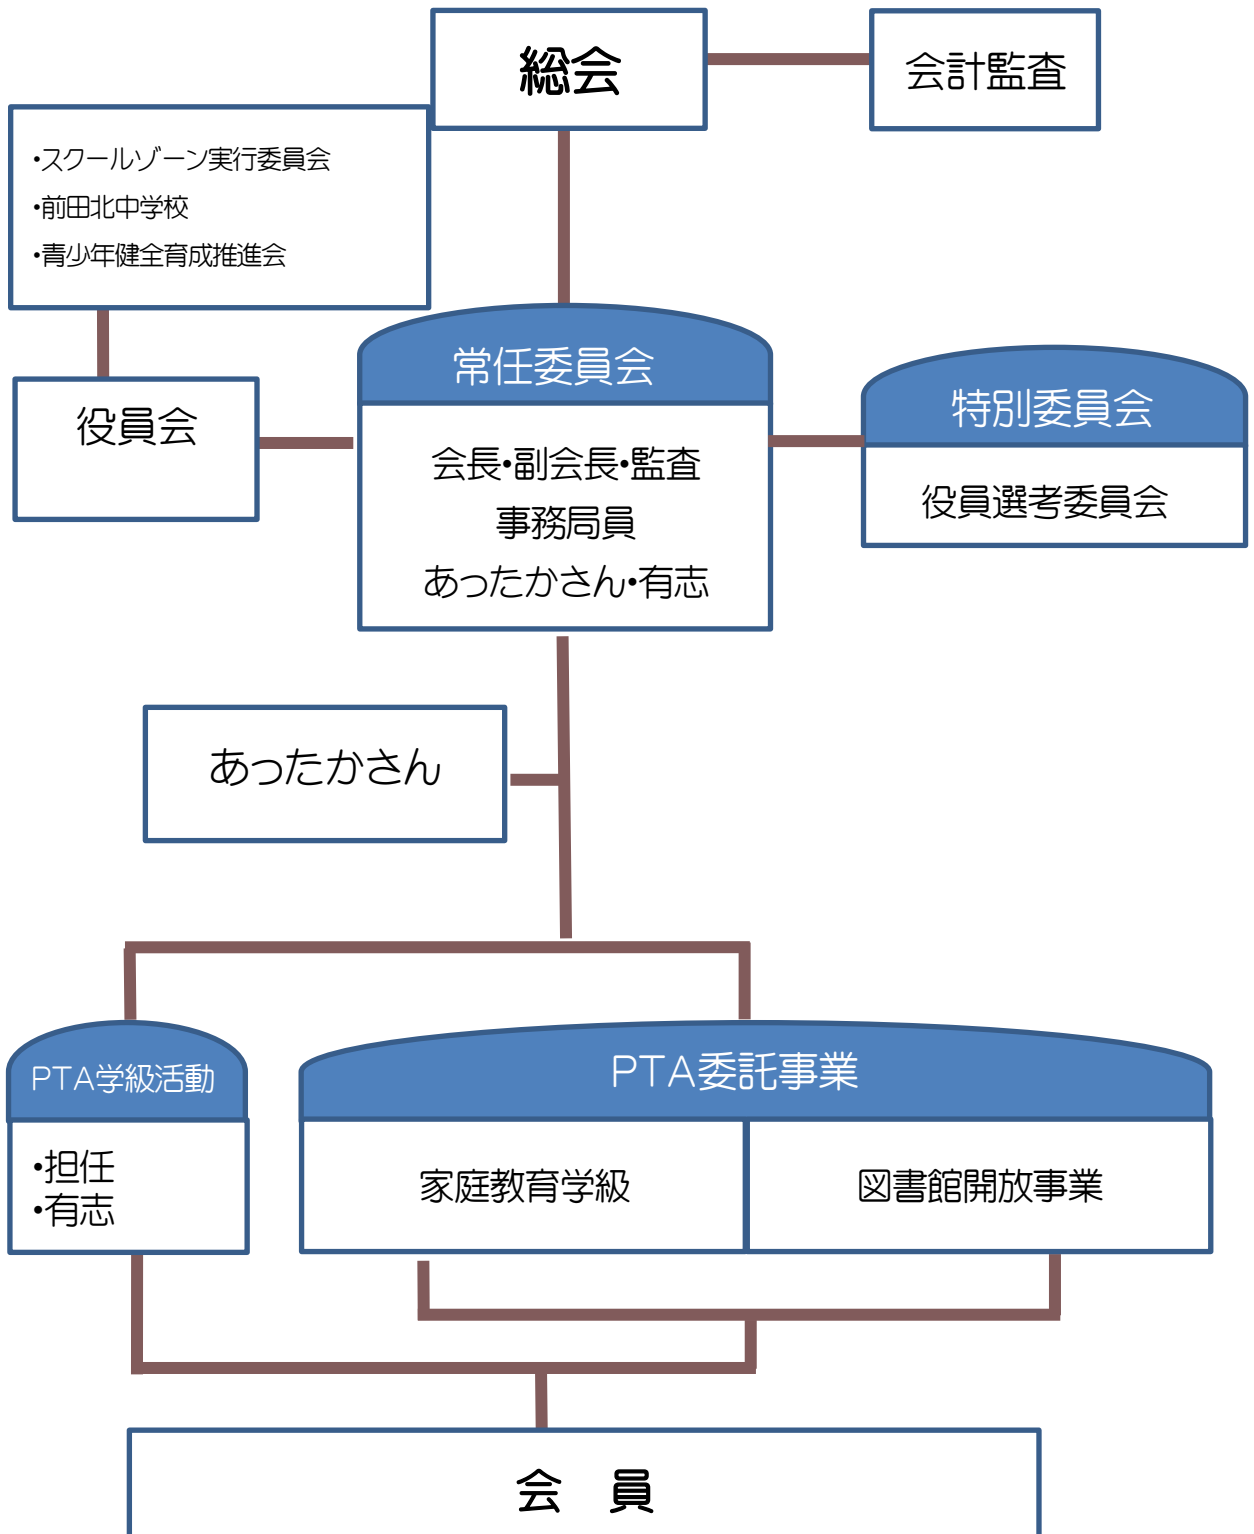 総会
会計監査
・スクールゾーン実行委員会
・前田北中学校
・青少年健全育成推進会
役員会
常任委員会
会長・副会長・監査
事務局員
あったかさん・有志
特別委員会
役員選考委員会
あったかさん
PTA学級活動
・担任
・有志
PTA委託事業
家庭教育学級
図書館開放事業
会　員